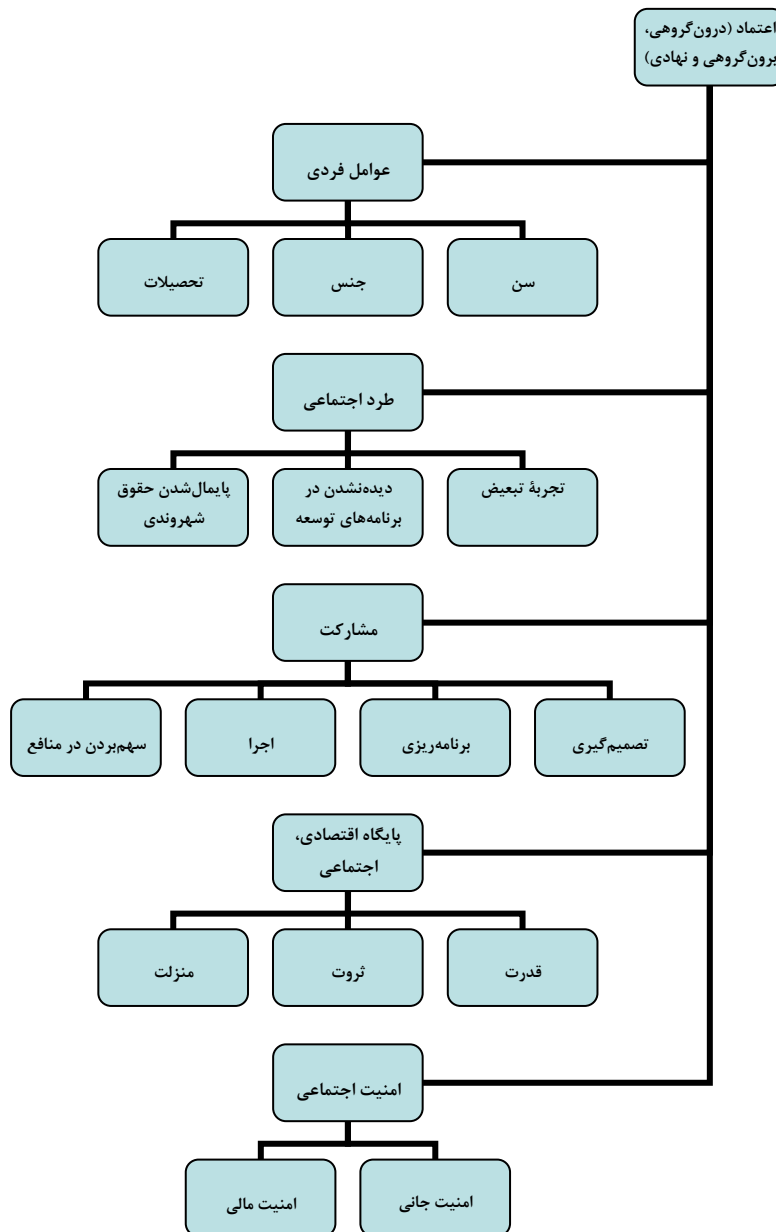 اعتماد (درون‌گروهی،
برون‌گروهی و نهادی)
عوامل فردی
سن
جنس
تحصیلات
طرد اجتماعی
تجربهٔ تبعیض
دیده‌نشدن در
برنامه‌های توسعه
پایمال‌شدن حقوق
شهروندی
مشارکت
تصمیم‌گیری
برنامه‌ریزی
اجرا
سهم‌بردن در منافع
پایگاه اقتصادی،
اجتماعی
قدرت
ثروت
منزلت
امنیت اجتماعی
امنیت جانی
امنیت مالی